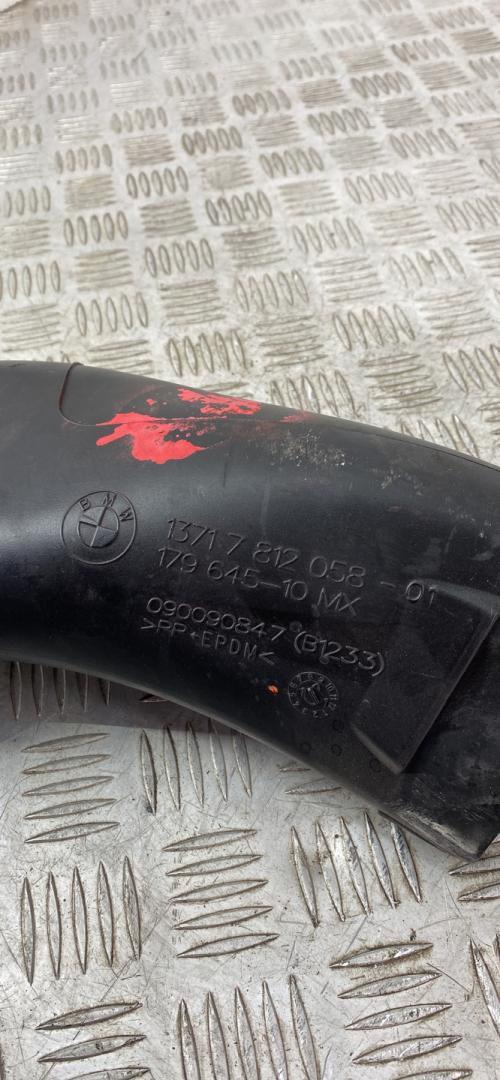 BMW
1371 7 812 058 - 01
179 645-10 MX
090090847 (B1233)
>PP+EPDM<